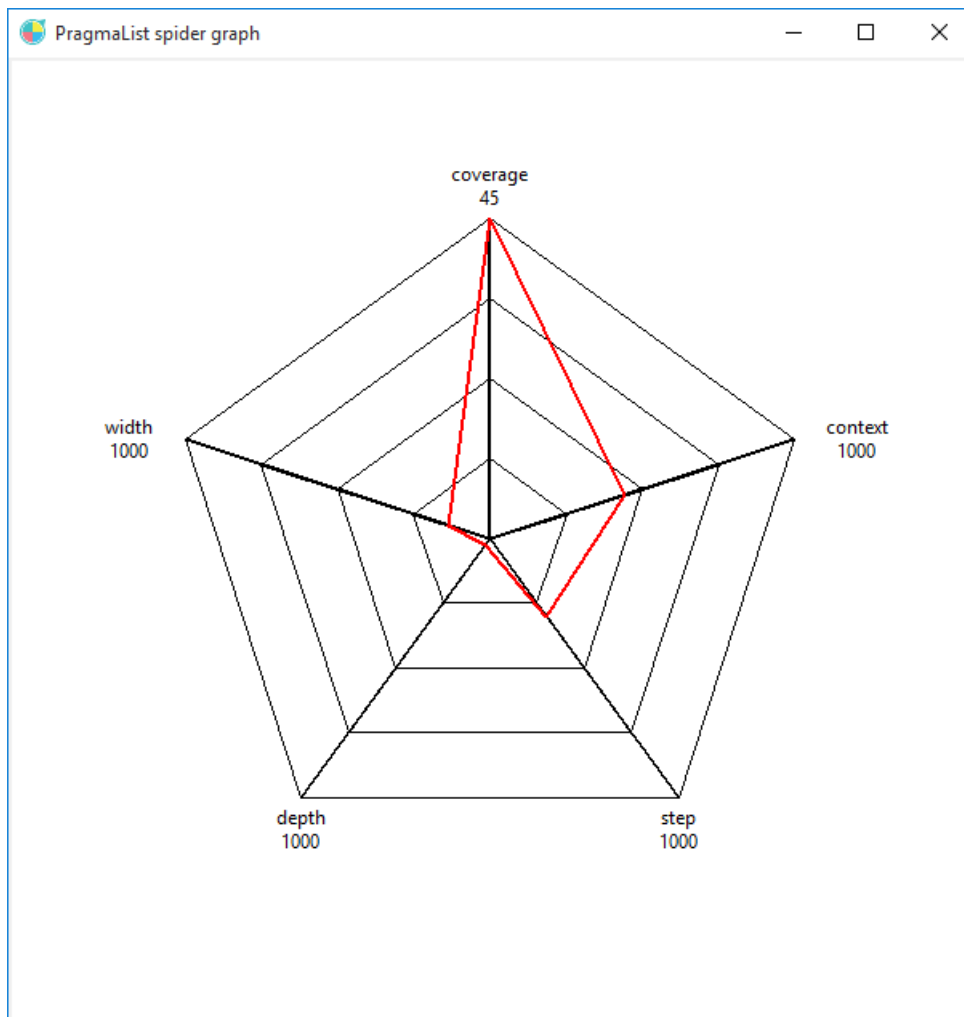 PragmaList spider graph
coverage
45
width
1000
context
1000
depth
1000
step
1000